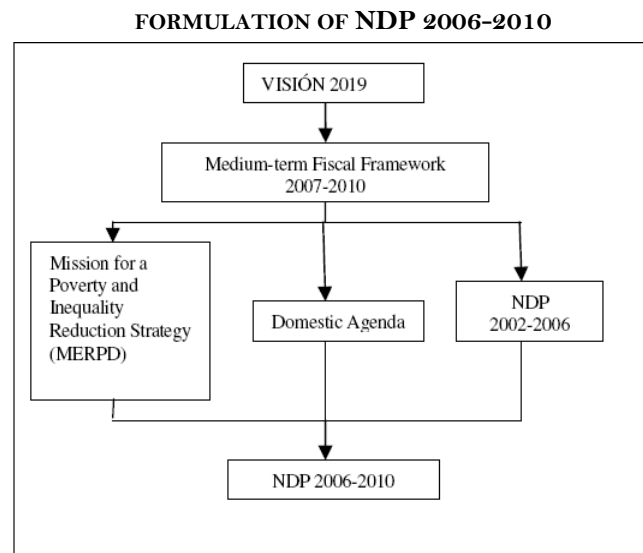 FORMULATION OF NDP 2006-2010
VISIÓN 2019
Medium-term Fiscal Framework
2007-2010
Mission for a
Poverty and
Inequality
Reduction Strategy
(MERPD)
Domestic Agenda
NDP
2002-2006
NDP 2006-2010